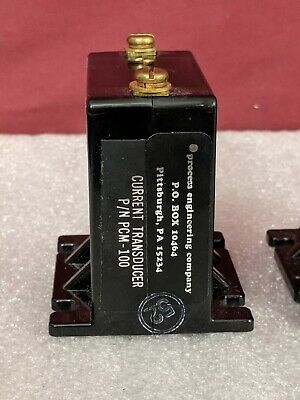 process engineering company
P.O. BOX 10464
Pittsburgh, PA 15234
CURRENT TRANSDUCER
P/N PCM-100